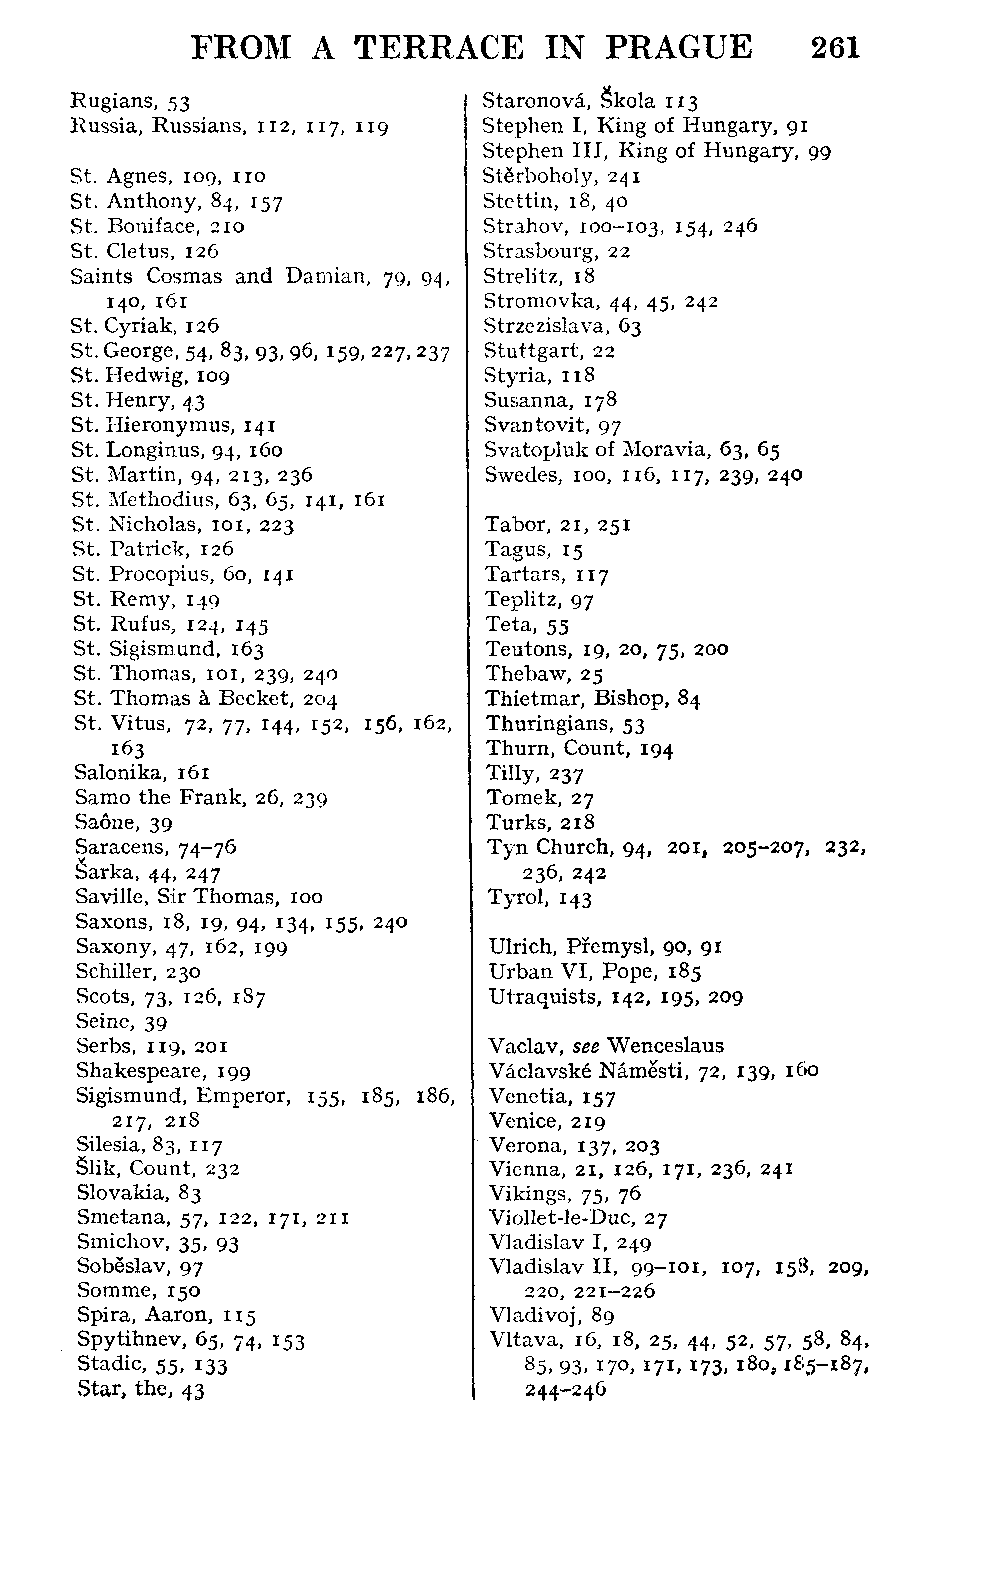 FROM A TERRACE IN PRAGUE 261
Rugians, 53
Russia, Russians, 112, 117, 119
St. Agnes, 109, 110
St. Anthony, 84, 157
St. Boniface, 210
St. Cletus, 126
Saints Cosmas and Damian, 79, 94,
140, 161
St. Cyriak, 126
St. George, 54, 83, 93, 96, 159, 227, 237
St. Hedwig, 109
St. Henry, 43
St. Hieronymus, 141
St. Longinus, 94, 160
St. Martin, 94, 213, 236
St. Methodius, 63, 65, 141, 161
St. Nicholas, 101, 223
St. Patrick, 126
St. Procopius, 60, 141
St. Remy, 149
St. Rufus, 124, 145
St. Sigismund, 163
St. Thomas, 101, 239, 240
St. Thomas à Becket, 204
St. Vitus, 72, 77, 144, 152, 156, 162,
163
Salonika, 161
Samo the Frank, 26, 239
Saône, 39
Saracens, 74–76
Šarka, 44, 247
Saville, Sir Thomas, 100
Saxons, 18, 19, 94, 134, 155, 240
Saxony, 47, 162, 199
Schiller, 230
Scots, 73, 126, 187
Seine, 39
Serbs, 119, 201
Shakespeare, 199
Sigismund, Emperor, 155, 185, 186,
217, 218
Silesia, 83, 117
Šlik, Count, 232
Slovakia, 83
Smetana, 57, 122, 171, 211
Smichov, 35, 93
Soběslav, 97
Somme, 150
Spira, Aaron, 115
Spytihnev, 65, 74, 153
Stadic, 55, 133
Star, the, 43
Staronová, Škola 113
Stephen I, King of Hungary, 91
Stephen III, King of Hungary, 99
Stěrboholy, 241
Stettin, 18, 40
Strahov, 100–103, 154, 246
Strasbourg, 22
Strelitz, 18
Stromovka, 44, 45, 242
Strzezislava, 63
Stuttgart, 22
Styria, 118
Susanna, 178
Svantovit, 97
Svatopluk of Moravia, 63, 65
Swedes, 100, 116, 117, 239, 240
Tabor, 21, 251
Tagus, 15
Tartars, 117
Teplitz, 97
Teta, 55
Teutons, 19, 20, 75, 200
Thebaw, 25
Thietmar, Bishop, 84
Thuringians, 53
Thurn, Count, 194
Tilly, 237
Tomek, 27
Turks, 218
Tyn Church, 94, 201, 205–207, 232,
236, 242
Tyrol, 143
Ulrich, Přemysl, 90, 91
Urban VI, Pope, 185
Utraquists, 142, 195, 209
Vaclav, see Wenceslaus
Václavské Náměsti, 72, 139, 160
Venetia, 157
Venice, 219
Verona, 137, 203
Vienna, 21, 126, 171, 236, 241
Vikings, 75, 76
Viollet-le-Duc, 27
Vladislav I, 249
Vladislav II, 99–101, 107, 158, 209,
220, 221–226
Vladivoj, 89
Vltava, 16, 18, 25, 44, 52, 57, 58, 84,
85, 93, 170, 171, 173, 180, 185–187,
244–246